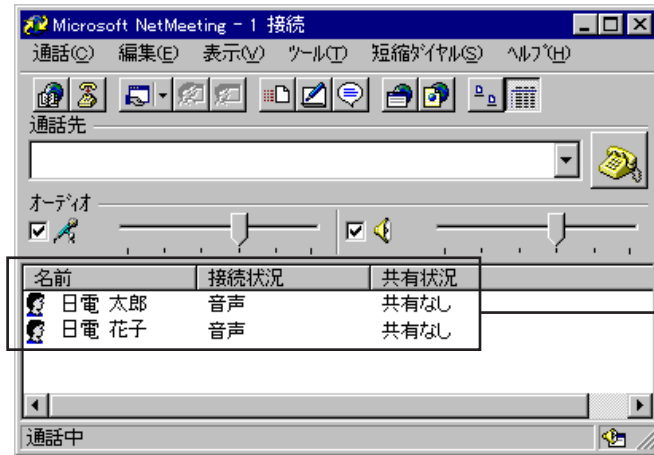 Microsoft NetMeeting - 1 接続
通話(C) 編集(E) 表示(V) ツール(T) 短縮ダイヤル(S) ヘルプ(H)
通話先
オーディオ
名前 接続状況 共有状況
日電 太郎 音声 共有なし
日電 花子 音声 共有なし
通話中